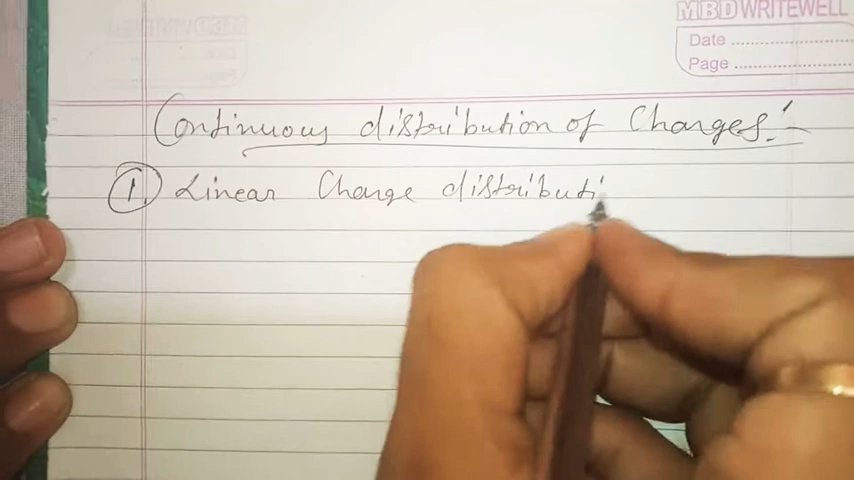 MBD WRITEWELL
Date ....................
Page ....................
Continuous distribution of Charges:-
1. Linear Charge distributi